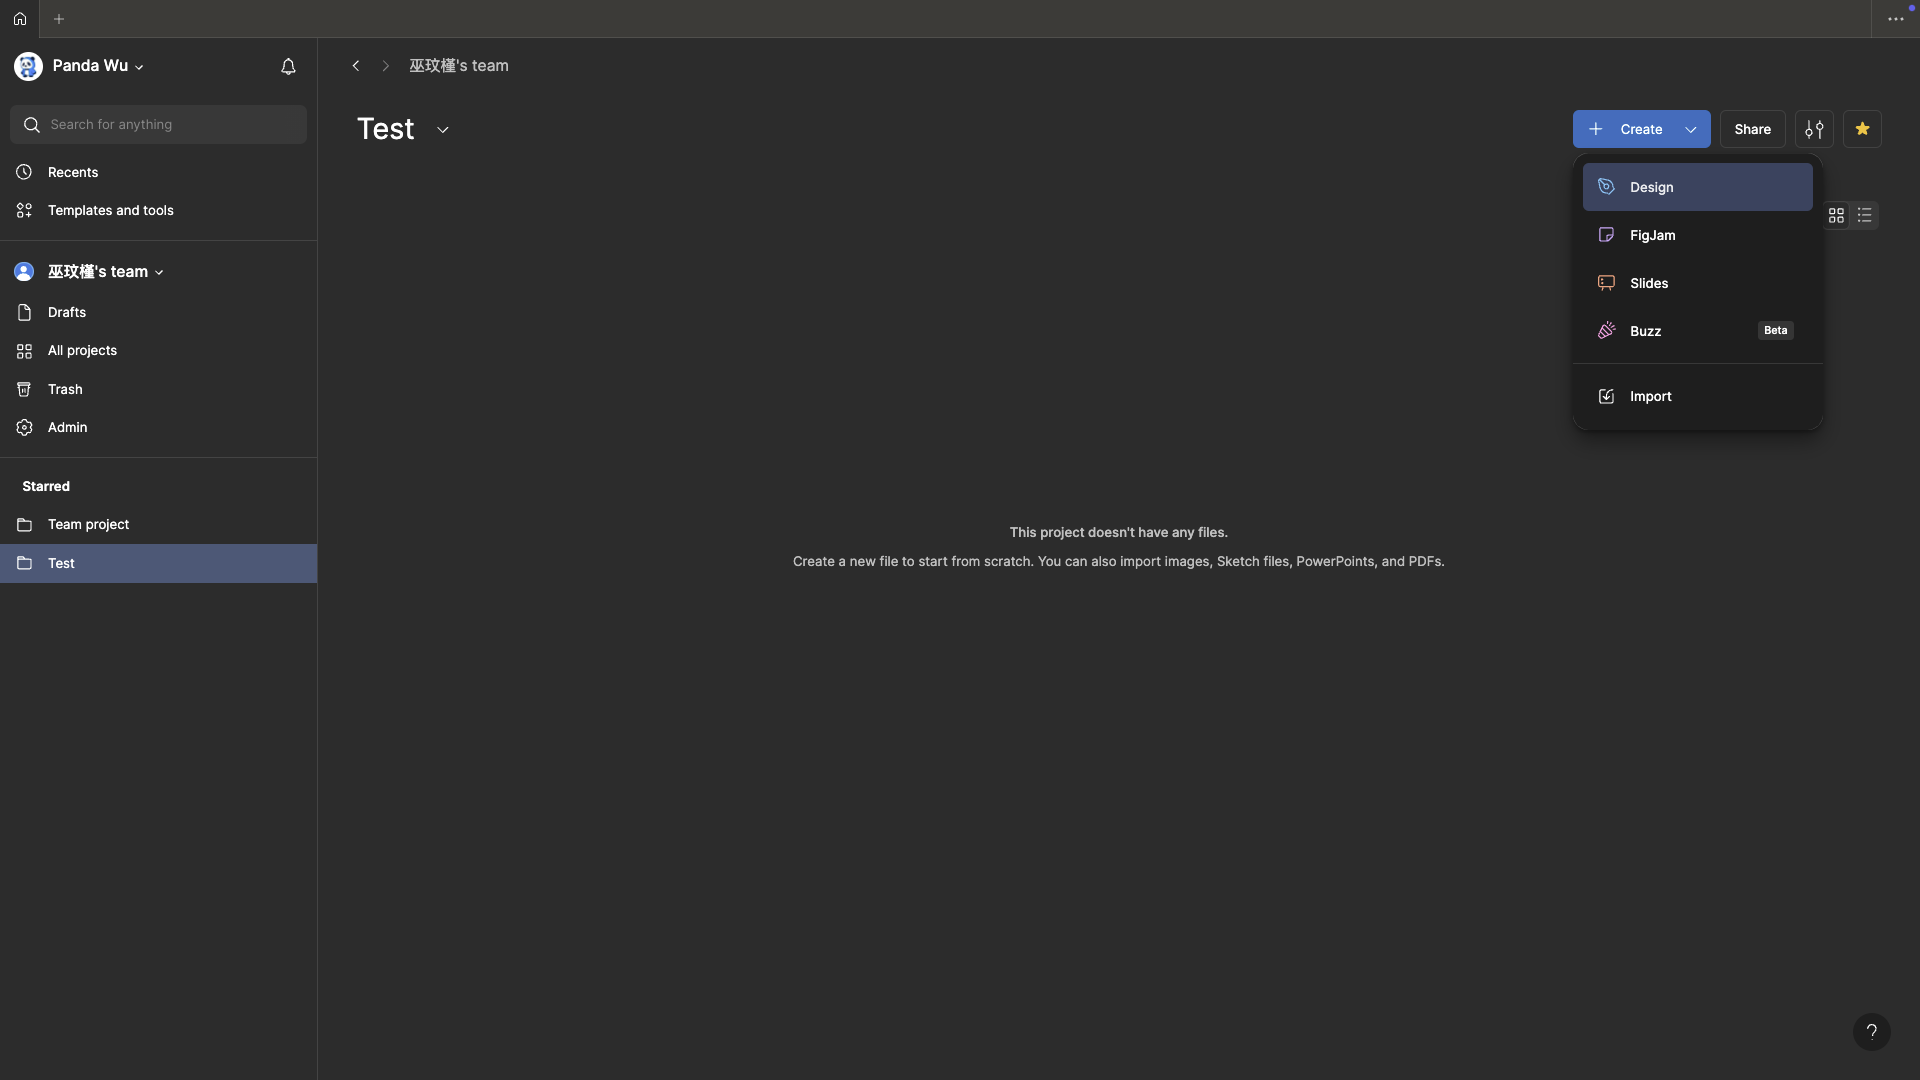 Panda Wu
Search for anything
Recents
Templates and tools
巫玟槿's team
Drafts
All projects
Trash
Admin
Starred
Team project
Test
巫玟槿's team
Test
Create
Share
Design
FigJam
Slides
Buzz Beta
Import
This project doesn't have any files.
Create a new file to start from scratch. You can also import images, Sketch files, PowerPoints, and PDFs.
?